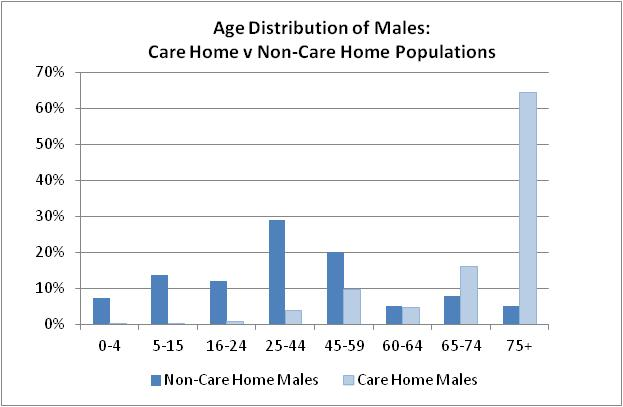 Age Distribution of Males:
Care Home v Non-Care Home Populations
70%
60%
50%
40%
30%
20%
10%
0%
0-4 5-15 16-24 25-44 45-59 60-64 65-74 75+
Non-Care Home Males Care Home Males